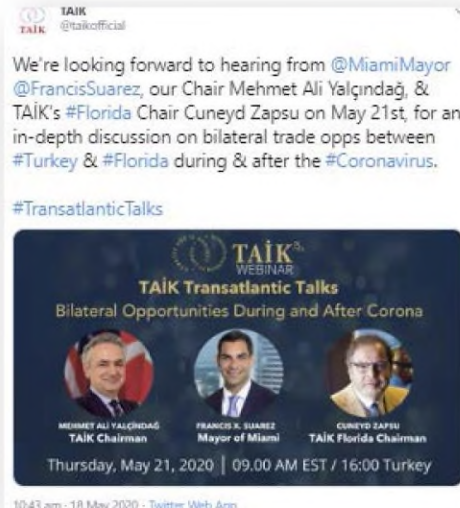 TAIK
@taikofficial
TAIK
We're looking forward to hearing from @MiamiMayor
@FrancisSuarez, our Chair Mehmet Ali Yalçındağ, &
TAİK's #Florida Chair Cuneyd Zapsu on May 21st, for an
in-depth discussion on bilateral trade opps between
#Turkey & #Florida during & after the #Coronavirus.
#TransatlanticTalks
TAİK
WEBINAR
TAİK Transatlantic Talks
Bilateral Opportunities During and After Corona
MEHMET ALİ YALÇINDAĞ
TAİK Chairman
FRANCIS X. SUAREZ
Mayor of Miami
CUNEYD ZAPSU
TAİK Florida Chairman
Thursday, May 21, 2020 | 09.00 AM EST / 16:00 Turkey
10:43 am · 18 May 2020 · Twitter Web App